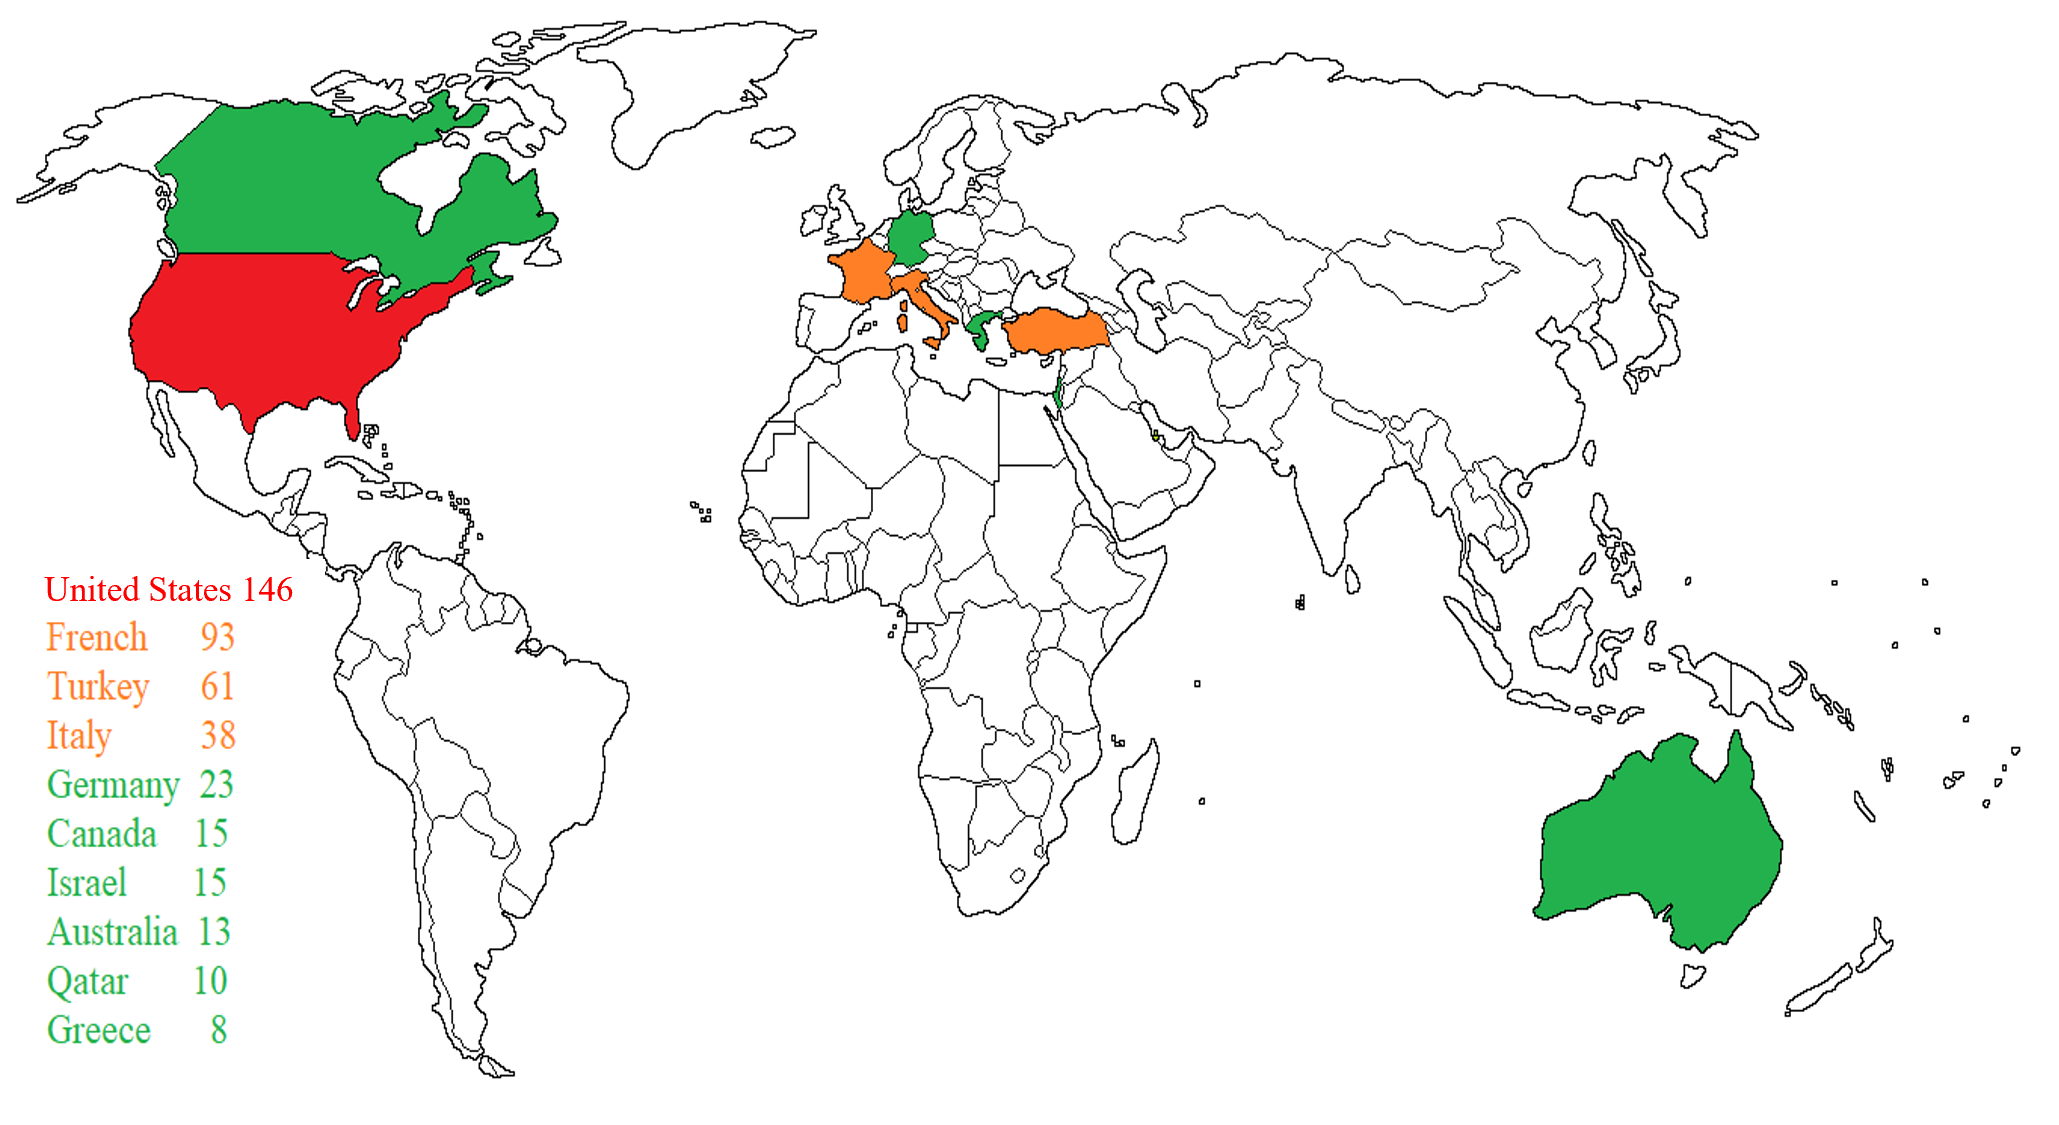 United States 146
French 93
Turkey 61
Italy 38
Germany 23
Canada 15
Israel 15
Australia 13
Qatar 10
Greece 8